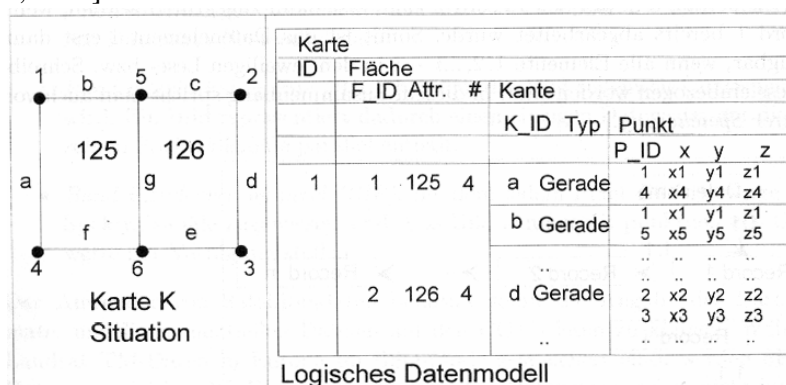 1 b 5 c 2
125 126
a g d
f e
4 6 3
Karte K
Situation
Karte
ID Fläche
F_ID Attr. # Kante
K_ID Typ Punkt
P_ID x y z
1 1 125 4 a Gerade 1 x1 y1 z1
4 x4 y4 z4
b Gerade 1 x1 y1 z1
5 x5 y5 z5
.. .. .. ..
.. .. .. .. ..
2 126 4 d Gerade 2 x2 y2 z2
3 x3 y3 z3
.. .. ..
Logisches Datenmodell